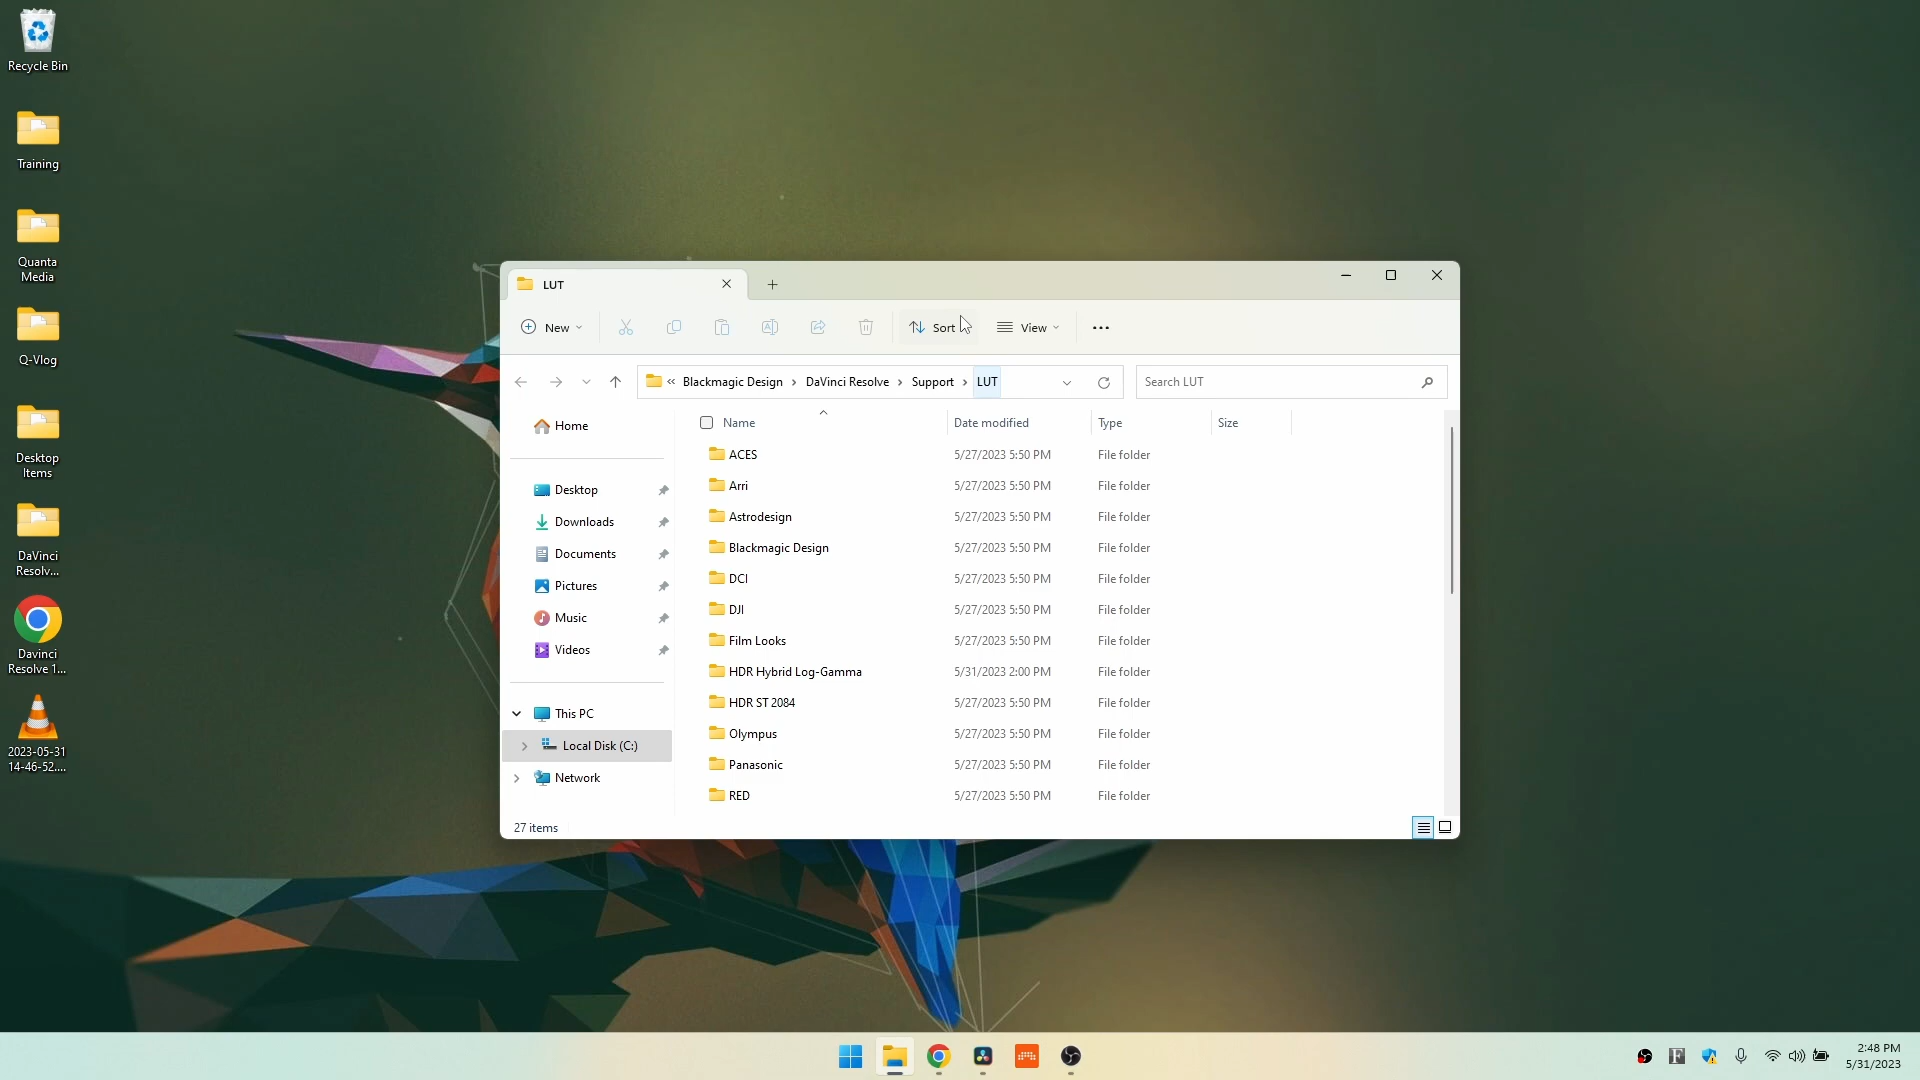 Recycle Bin
Training
Quanta
Media
Q-Vlog
Desktop
Items
DaVinci
Resolv...
Davinci
Resolve 1...
2023-05-31
14-46-52....
LUT
New
Sort
View
« Blackmagic Design › DaVinci Resolve › Support › LUT
Search LUT
Home
Desktop
Downloads
Documents
Pictures
Music
Videos
This PC
Local Disk (C:)
Network
Name Date modified Type Size
ACES 5/27/2023 5:50 PM File folder
Arri 5/27/2023 5:50 PM File folder
Astrodesign 5/27/2023 5:50 PM File folder
Blackmagic Design 5/27/2023 5:50 PM File folder
DCI 5/27/2023 5:50 PM File folder
DJI 5/27/2023 5:50 PM File folder
Film Looks 5/27/2023 5:50 PM File folder
HDR Hybrid Log-Gamma 5/31/2023 2:00 PM File folder
HDR ST 2084 5/27/2023 5:50 PM File folder
Olympus 5/27/2023 5:50 PM File folder
Panasonic 5/27/2023 5:50 PM File folder
RED 5/27/2023 5:50 PM File folder
27 items
2:48 PM
5/31/2023